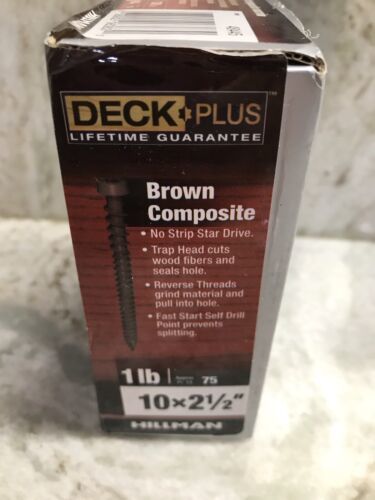 DECK PLUS™
LIFETIME GUARANTEE
Brown
Composite
• No Strip Star Drive.
• Trap Head cuts
wood fibers and
seals hole.
• Reverse Threads
grind material and
pull into hole.
• Fast Start Self Drill
Point prevents
splitting.
1 lb
75
10×2½"
HILLMAN